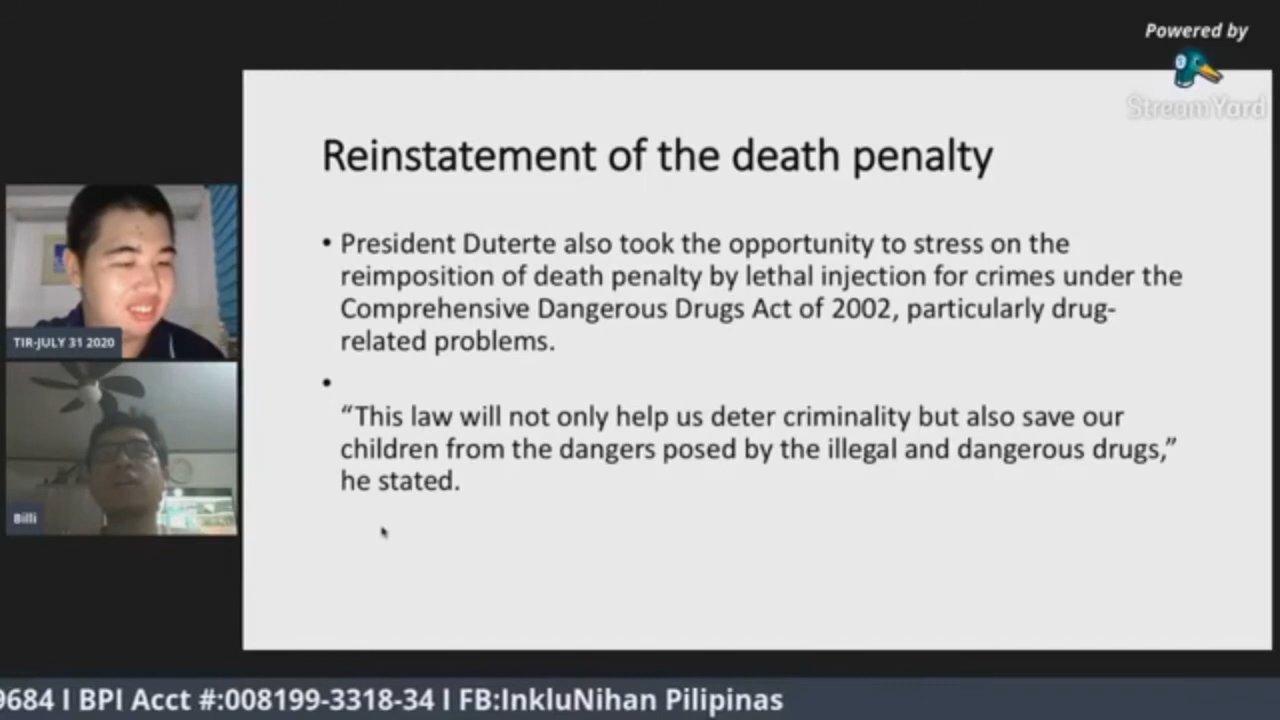 Powered by
StreamYard
Reinstatement of the death penalty
• President Duterte also took the opportunity to stress on the
reimposition of death penalty by lethal injection for crimes under the
Comprehensive Dangerous Drugs Act of 2002, particularly drug-
related problems.
•
“This law will not only help us deter criminality but also save our
children from the dangers posed by the illegal and dangerous drugs,”
he stated.
TIR-JULY 31 2020
Billi
9684 I BPI Acct #:008199-3318-34 I FB:InkluNihan Pilipinas